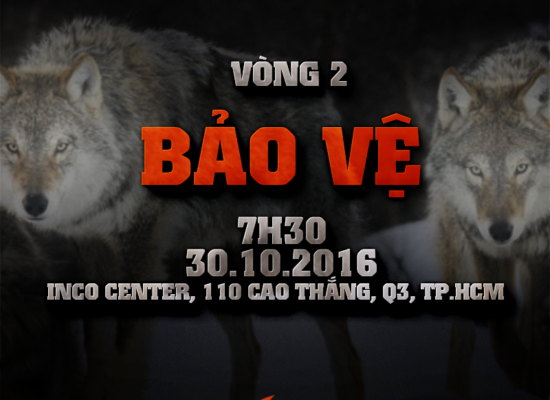 VÒNG 2
BẢO VỆ
7H30
30.10.2016
INCO CENTER, 110 CAO THẮNG, Q3, TP.HCM